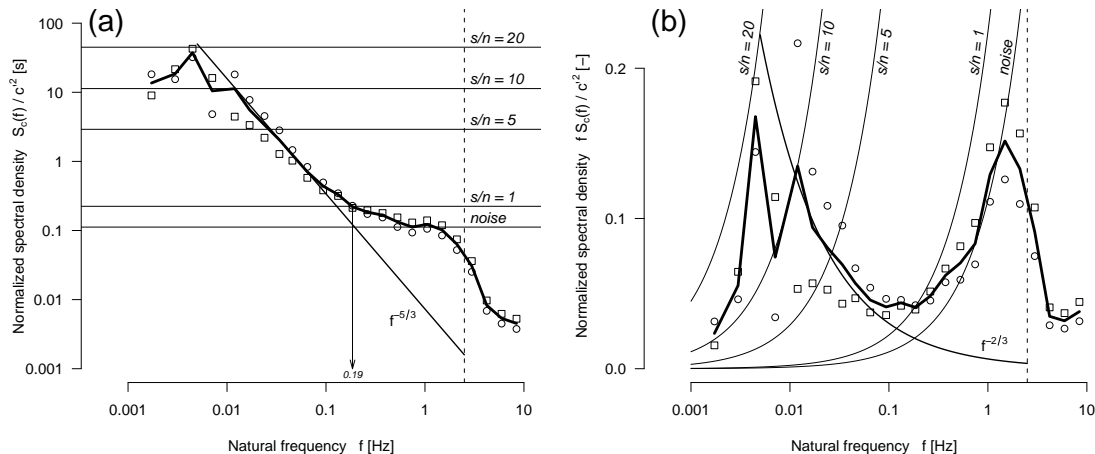 (a)
Normalized spectral density S_c(f) / c'² [s]
100
10
1
0.1
0.01
0.001
s/n = 20
s/n = 10
s/n = 5
s/n = 1
noise
f^−5/3
0.19
0.001 0.01 0.1 1 10
Natural frequency f [Hz]
(b)
Normalized spectral density f S_c(f) / c'² [−]
0.2
0.1
0.0
s/n = 20
s/n = 10
s/n = 5
s/n = 1
noise
f^−2/3
0.001 0.01 0.1 1 10
Natural frequency f [Hz]